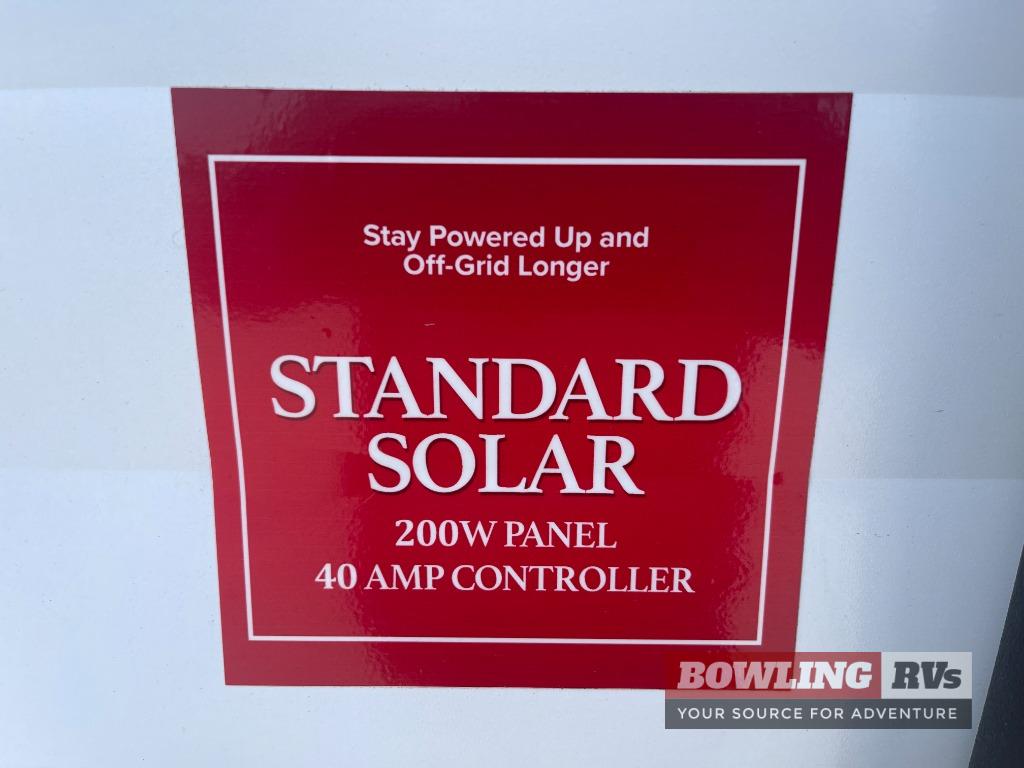 Stay Powered Up and
Off-Grid Longer
STANDARD
SOLAR
200W PANEL
40 AMP CONTROLLER
BOWLING RVs
YOUR SOURCE FOR ADVENTURE